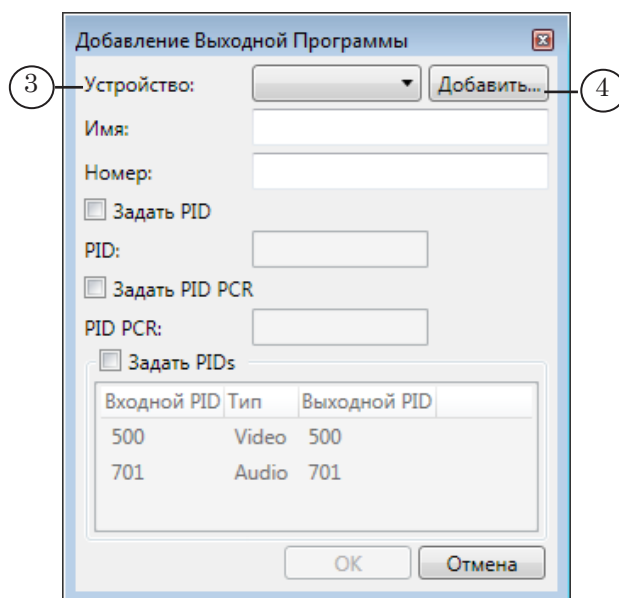 Добавление Выходной Программы
3 Устройство: Добавить... 4
Имя:
Номер:
Задать PID
PID:
Задать PID PCR
PID PCR:
Задать PIDs
Входной PID Тип Выходной PID
500 Video 500
701 Audio 701
OK Отмена